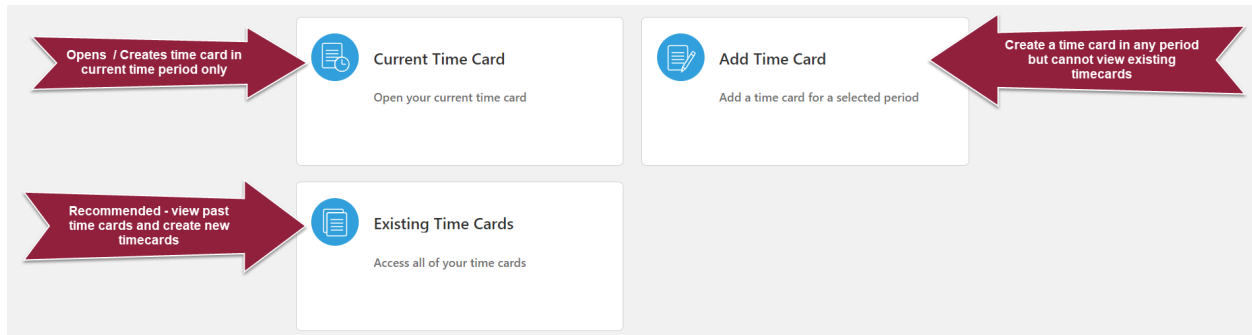 Opens / Creates time card in
current time period only
Current Time Card
Open your current time card
Add Time Card
Add a time card for a selected period
Create a time card in any period
but cannot view existing
timecards
Recommended - view past
time cards and create new
timecards
Existing Time Cards
Access all of your time cards